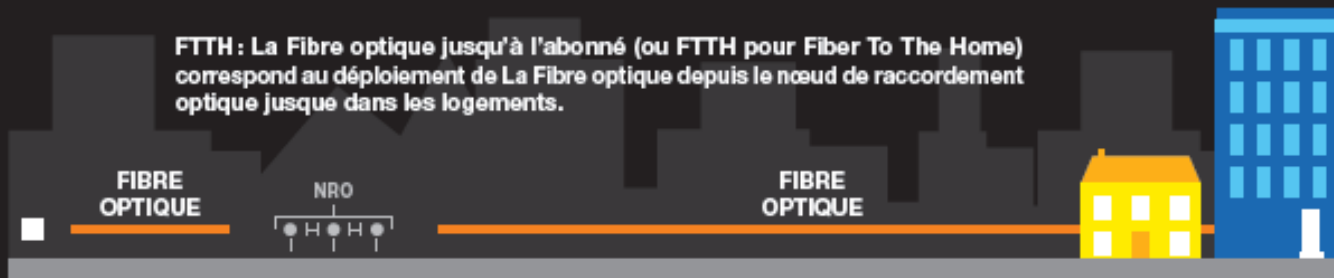 FTTH : La Fibre optique jusqu'à l'abonné (ou FTTH pour Fiber To The Home)
correspond au déploiement de La Fibre optique depuis le nœud de raccordement
optique jusque dans les logements.
FIBRE
OPTIQUE
NRO
FIBRE
OPTIQUE